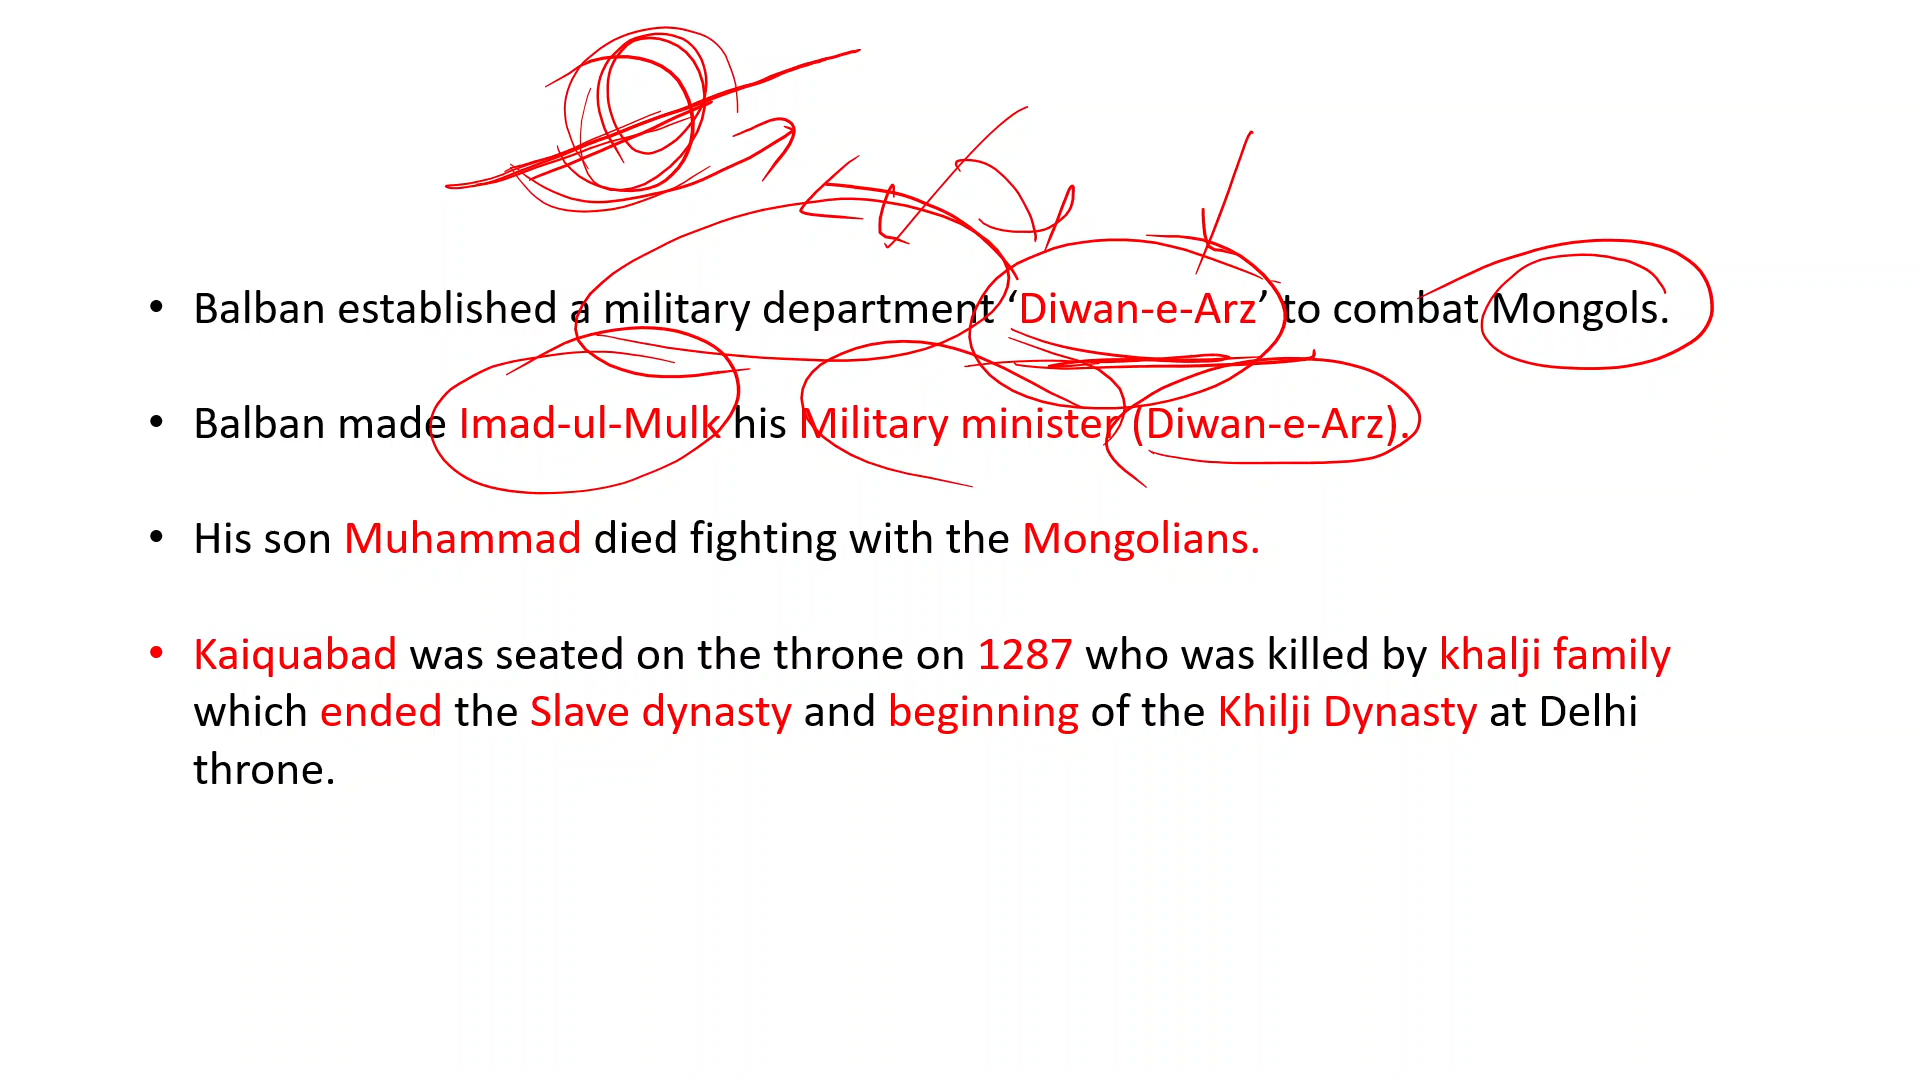 • Balban established a military department ‘Diwan-e-Arz’ to combat Mongols.
• Balban made Imad-ul-Mulk his Military minister (Diwan-e-Arz).
• His son Muhammad died fighting with the Mongolians.
• Kaiquabad was seated on the throne on 1287 who was killed by khalji family
which ended the Slave dynasty and beginning of the Khilji Dynasty at Delhi
throne.